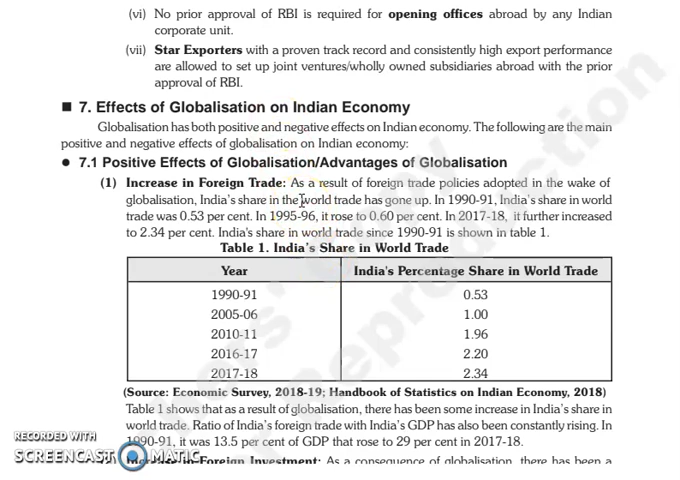 (vi) No prior approval of RBI is required for opening offices abroad by any Indian
corporate unit.
(vii) Star Exporters with a proven track record and consistently high export performance
are allowed to set up joint ventures/wholly owned subsidiaries abroad with the prior
approval of RBI.
■ 7. Effects of Globalisation on Indian Economy
Globalisation has both positive and negative effects on Indian economy. The following are the main
positive and negative effects of globalisation on Indian economy:
● 7.1 Positive Effects of Globalisation/Advantages of Globalisation
(1) Increase in Foreign Trade: As a result of foreign trade policies adopted in the wake of
globalisation, India's share in the world trade has gone up. In 1990-91, India's share in world
trade was 0.53 per cent. In 1995-96, it rose to 0.60 per cent. In 2017-18, it further increased
to 2.34 per cent. India's share in world trade since 1990-91 is shown in table 1.
Table 1. India's Share in World Trade
Year India's Percentage Share in World Trade
1990-91 0.53
2005-06 1.00
2010-11 1.96
2016-17 2.20
2017-18 2.34
(Source: Economic Survey, 2018-19; Handbook of Statistics on Indian Economy, 2018)
Table 1 shows that as a result of globalisation, there has been some increase in India's share in
world trade. Ratio of India's foreign trade with India's GDP has also been constantly rising. In
1990-91, it was 13.5 per cent of GDP that rose to 29 per cent in 2017-18.
Increase in Foreign Investment: As a consequence of globalisation, there has been a
RECORDED WITH
SCREENCAST MATIC
Reproduction